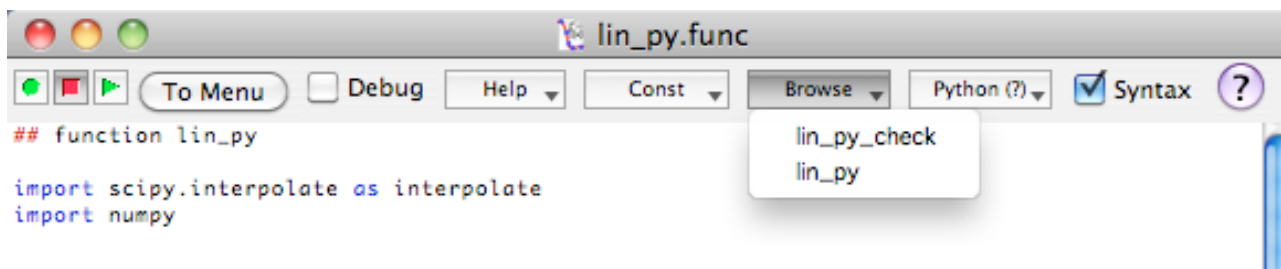 lin_py.func
To Menu Debug Help Const Browse Python (?) Syntax ?
lin_py_check
lin_py
## function lin_py
import scipy.interpolate as interpolate
import numpy